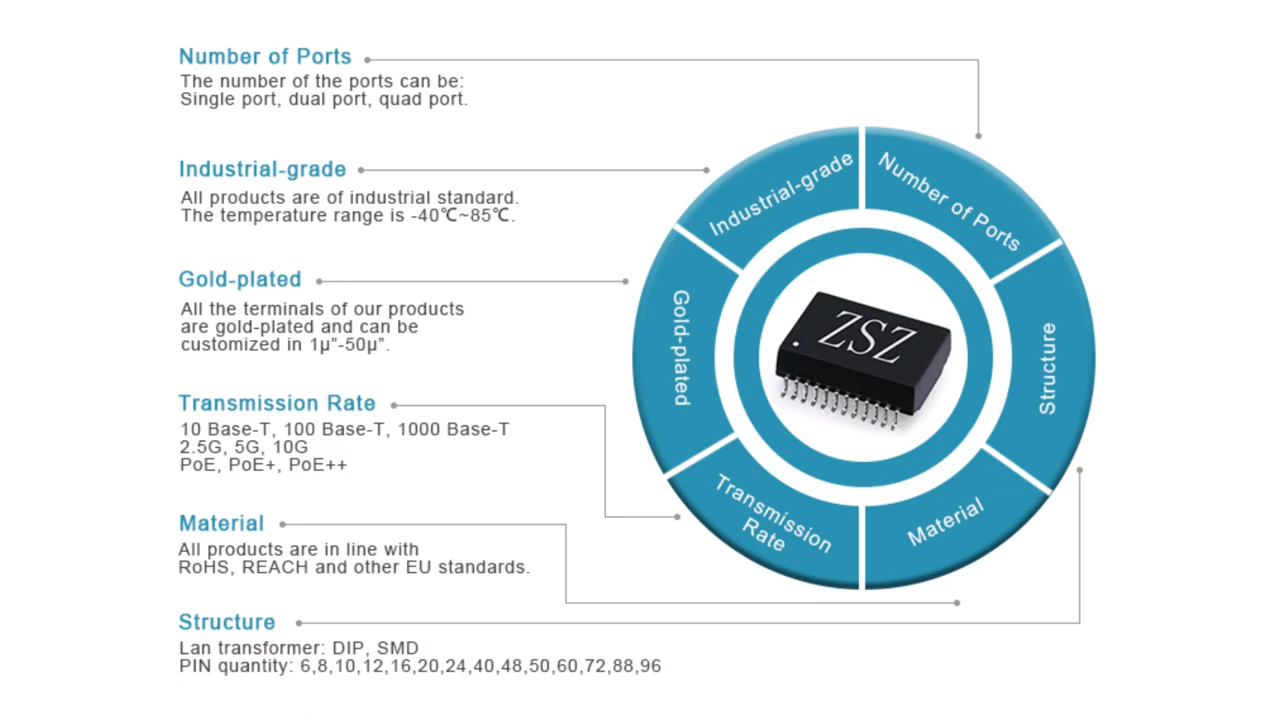 Number of Ports
The number of the ports can be:
Single port, dual port, quad port.
Industrial-grade
All products are of industrial standard.
The temperature range is -40℃~85℃.
Gold-plated
All the terminals of our products
are gold-plated and can be
customized in 1μ"-50μ".
Transmission Rate
10 Base-T, 100 Base-T, 1000 Base-T
2.5G, 5G, 10G
PoE, PoE+, PoE++
Material
All products are in line with
RoHS, REACH and other EU standards.
Structure
Lan transformer: DIP, SMD
PIN quantity: 6,8,10,12,16,20,24,40,48,50,60,72,88,96
Industrial-grade
Number of Ports
Gold-plated
Structure
Transmission
Rate
Material
ZSZ